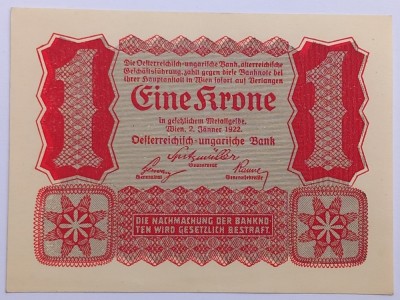 Die Oesterreichisch-ungarische Bank, österreichische
Geschäftsführung, zahlt gegen diese Banknote bei
ihrer Hauptanstalt in Wien sofort auf Verlangen
1
Eine Krone
1
in gesetzlichem Metallgelde.
Wien, 2. Jänner 1922.
Oesterreichisch-ungarische Bank
Spitzmüller
Gouverneur
Generalrat
Generalsekretär
DIE NACHMACHUNG DER BANKNO
TEN WIRD GESETZLICH BESTRAFT.